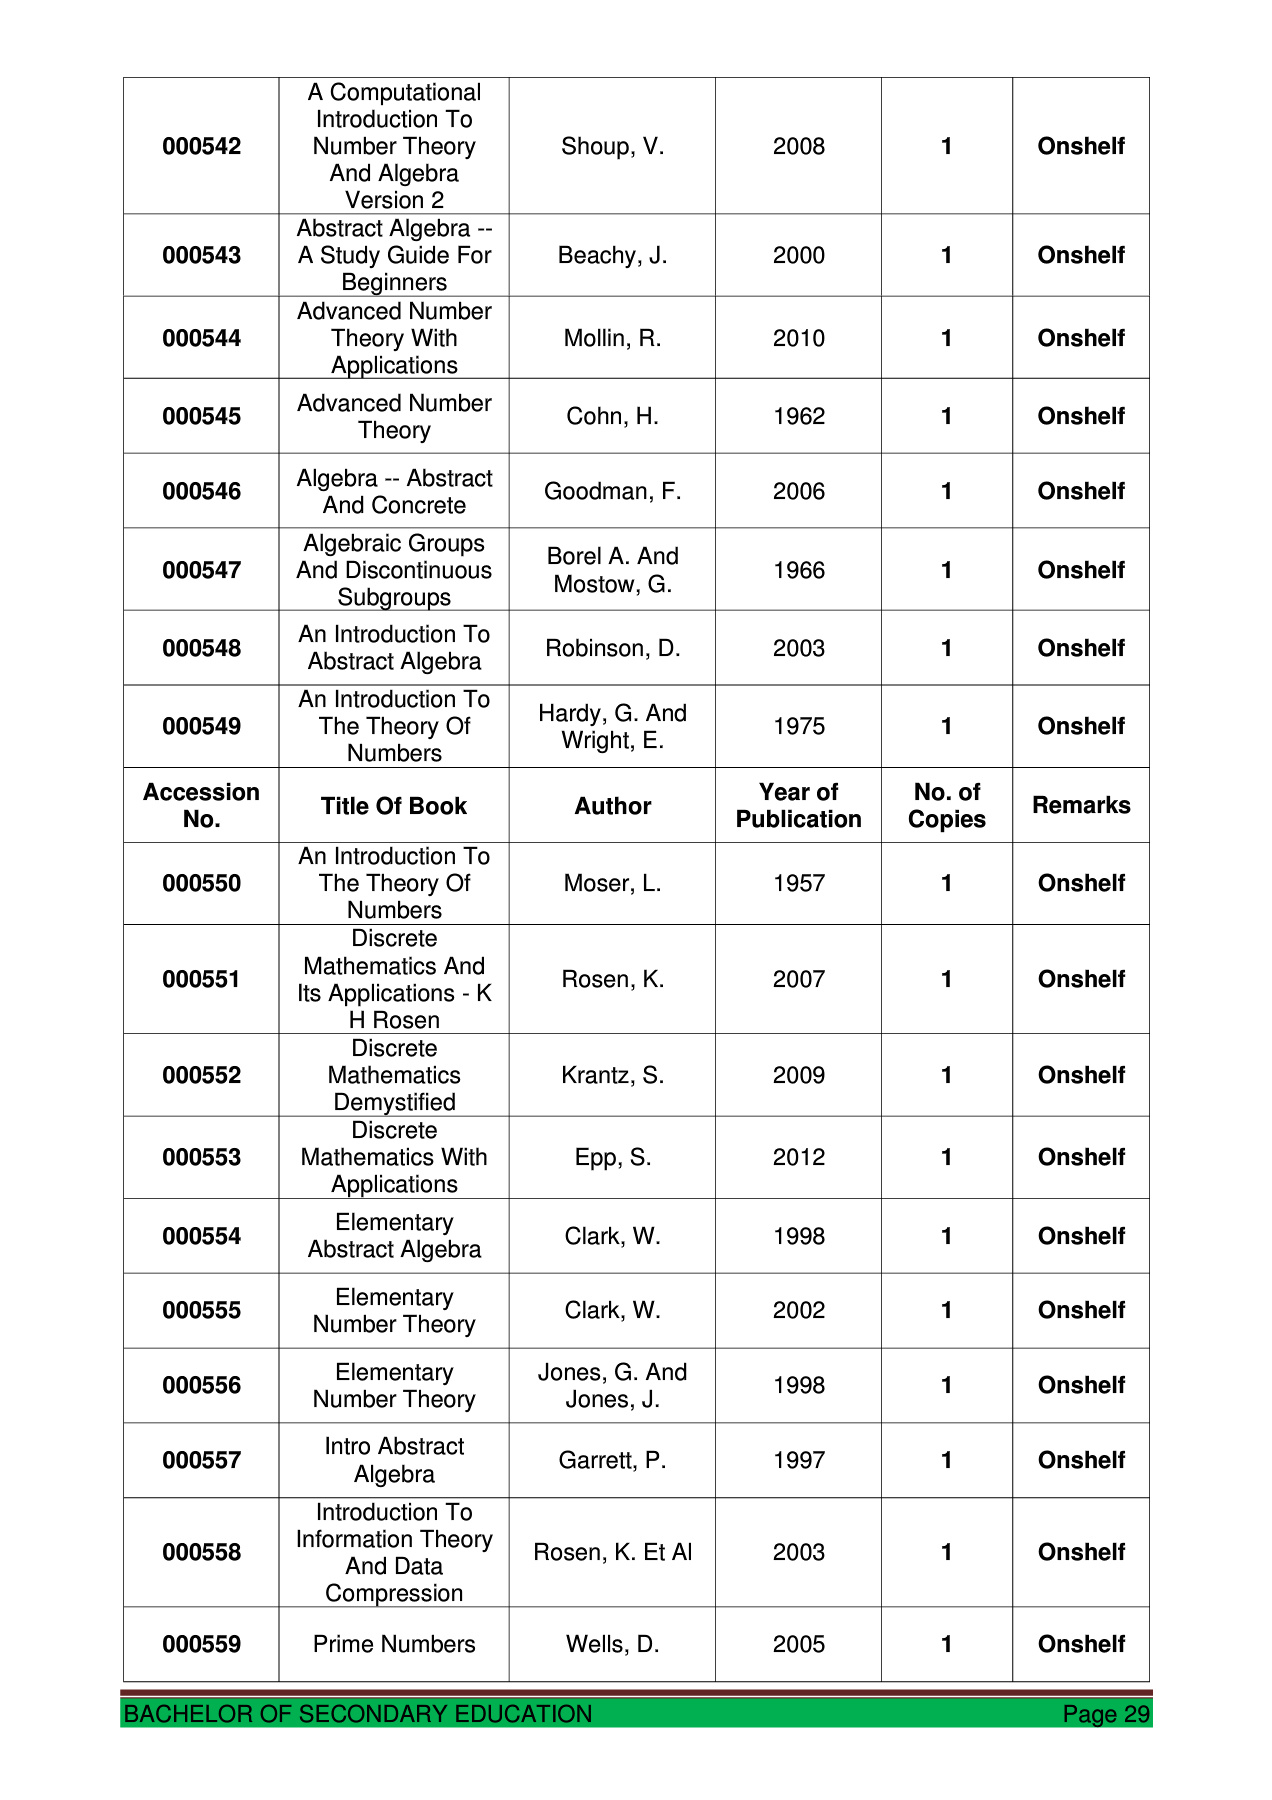 000542
A Computational
Introduction To
Number Theory
And Algebra
Version 2
Shoup, V.
2008
1
Onshelf
000543
Abstract Algebra --
A Study Guide For
Beginners
Beachy, J.
2000
1
Onshelf
000544
Advanced Number
Theory With
Applications
Mollin, R.
2010
1
Onshelf
000545
Advanced Number
Theory
Cohn, H.
1962
1
Onshelf
000546
Algebra -- Abstract
And Concrete
Goodman, F.
2006
1
Onshelf
000547
Algebraic Groups
And Discontinuous
Subgroups
Borel A. And
Mostow, G.
1966
1
Onshelf
000548
An Introduction To
Abstract Algebra
Robinson, D.
2003
1
Onshelf
000549
An Introduction To
The Theory Of
Numbers
Hardy, G. And
Wright, E.
1975
1
Onshelf
Accession
No.
Title Of Book
Author
Year of
Publication
No. of
Copies
Remarks
000550
An Introduction To
The Theory Of
Numbers
Moser, L.
1957
1
Onshelf
000551
Discrete
Mathematics And
Its Applications - K
H Rosen
Rosen, K.
2007
1
Onshelf
000552
Discrete
Mathematics
Demystified
Krantz, S.
2009
1
Onshelf
000553
Discrete
Mathematics With
Applications
Epp, S.
2012
1
Onshelf
000554
Elementary
Abstract Algebra
Clark, W.
1998
1
Onshelf
000555
Elementary
Number Theory
Clark, W.
2002
1
Onshelf
000556
Elementary
Number Theory
Jones, G. And
Jones, J.
1998
1
Onshelf
000557
Intro Abstract
Algebra
Garrett, P.
1997
1
Onshelf
000558
Introduction To
Information Theory
And Data
Compression
Rosen, K. Et Al
2003
1
Onshelf
000559
Prime Numbers
Wells, D.
2005
1
Onshelf
BACHELOR OF SECONDARY EDUCATION
Page 29